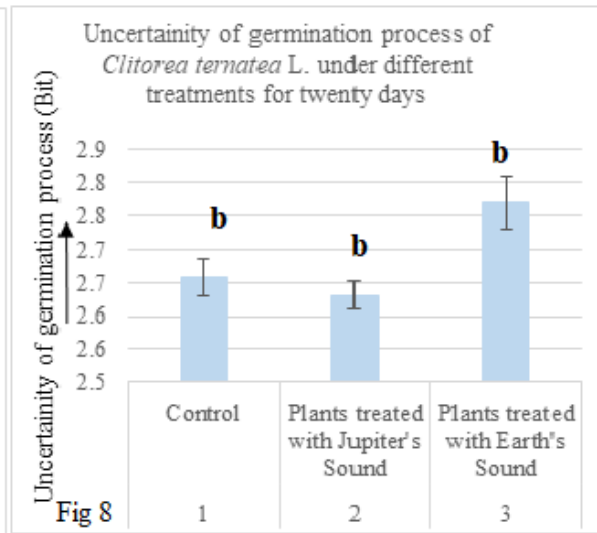 Uncertainity of germination process of
Clitorea ternatea L. under different
treatments for twenty days
Uncertainity of germination process (Bit)
2.9
2.8
2.8
2.7
2.7
2.6
2.6
2.5
b
b
b
Control
Plants treated
with Jupiter's
Sound
Plants treated
with Earth"s
Sound
Fig 8
1
2
3